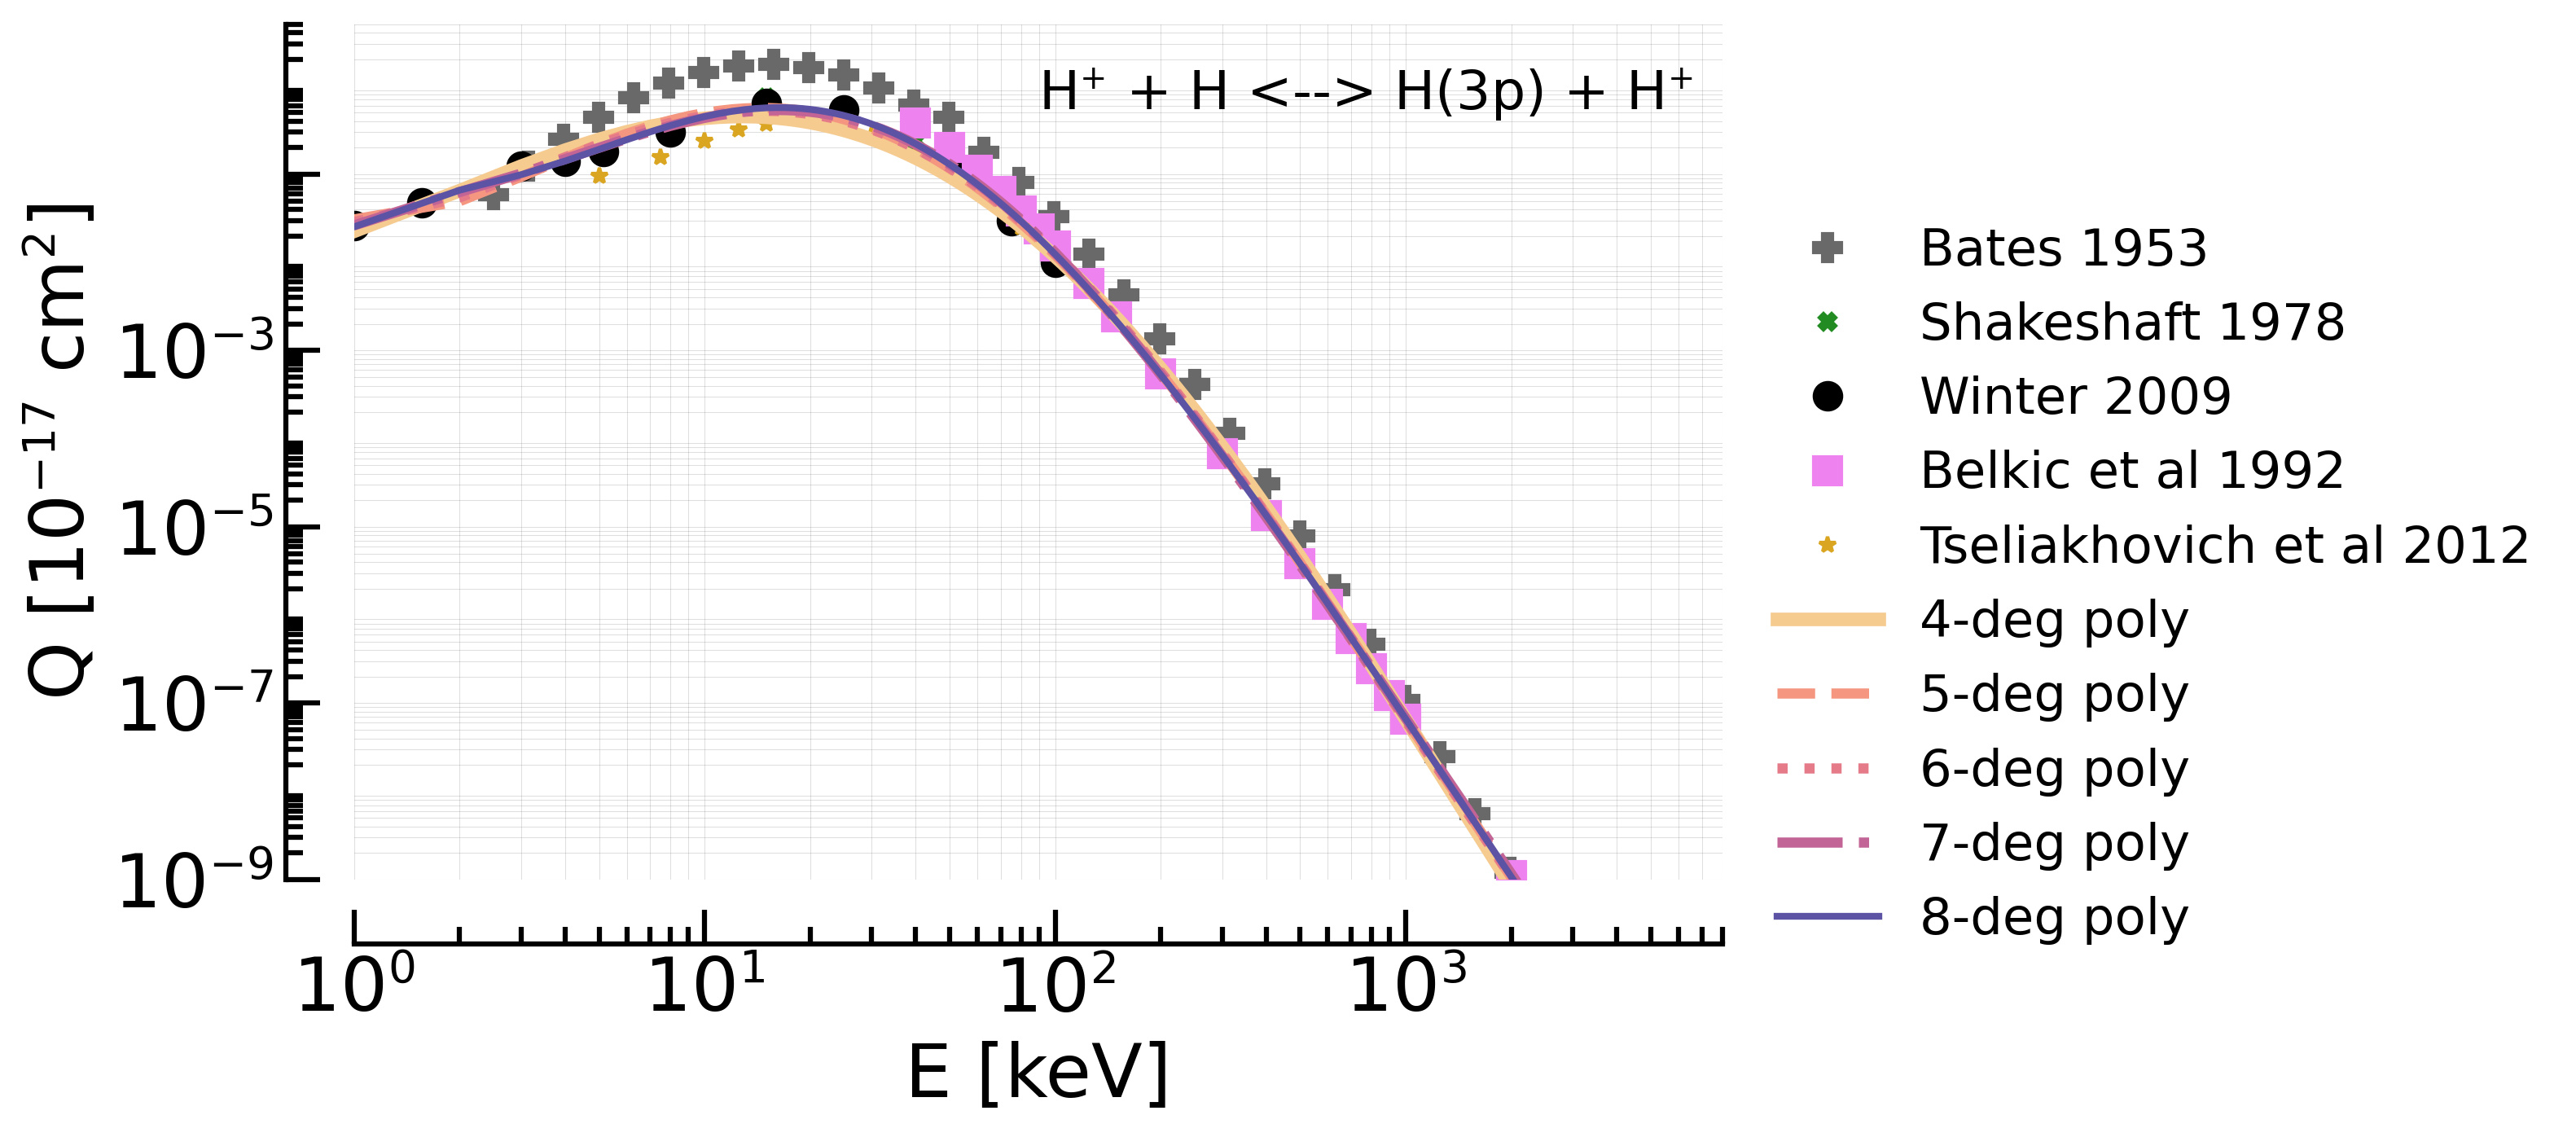 H⁺ + H <--> H(3p) + H⁺
Q [10⁻¹⁷ cm²]
10⁻³
10⁻⁵
10⁻⁷
10⁻⁹
10⁰ 10¹ 10² 10³
E [keV]
Bates 1953
Shakeshaft 1978
Winter 2009
Belkic et al 1992
Tseliakhovich et al 2012
4-deg poly
5-deg poly
6-deg poly
7-deg poly
8-deg poly